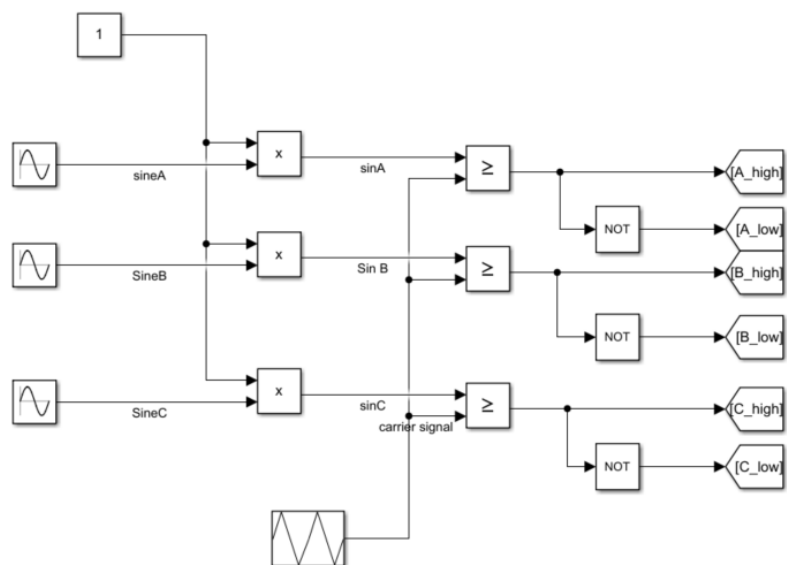 1
x
sineA
sinA
≥
[A_high]
NOT
[A_low]
x
SineB
Sin B
≥
[B_high]
NOT
[B_low]
x
SineC
sinC
≥
carrier signal
[C_high]
NOT
[C_low]